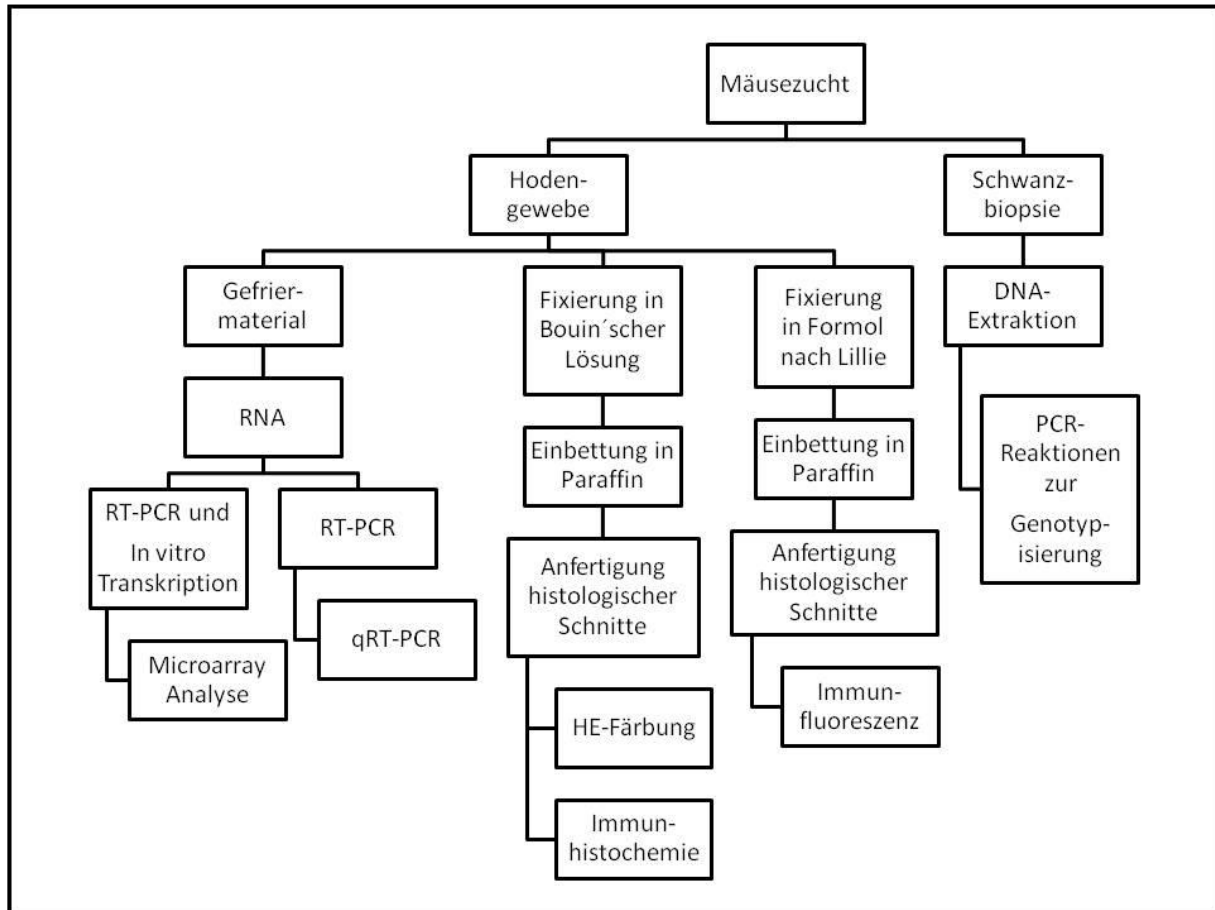 Mäusezucht
Hoden-
gewebe
Schwanz-
biopsie
Gefrier-
material
Fixierung in
Bouin´scher
Lösung
Fixierung
in Formol
nach Lillie
DNA-
Extraktion
RNA
Einbettung in
Paraffin
Einbettung in
Paraffin
PCR-
Reaktionen
zur
Genotyp-
isierung
RT-PCR und
In vitro
Transkription
RT-PCR
Anfertigung
histologischer
Schnitte
Anfertigung
histologischer
Schnitte
Microarray
Analyse
qRT-PCR
HE-Färbung
Immun-
fluoreszenz
Immun-
histochemie